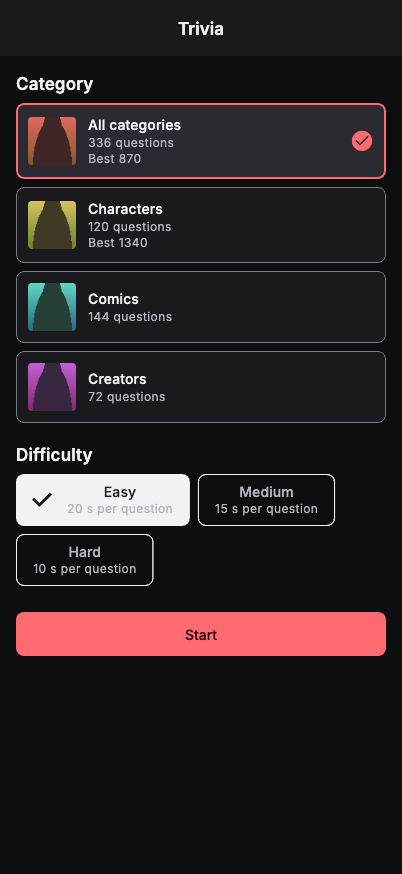 Trivia
Category
All categories
336 questions
Best 870
Characters
120 questions
Best 1340
Comics
144 questions
Creators
72 questions
Difficulty
Easy
20 s per question
Medium
15 s per question
Hard
10 s per question
Start